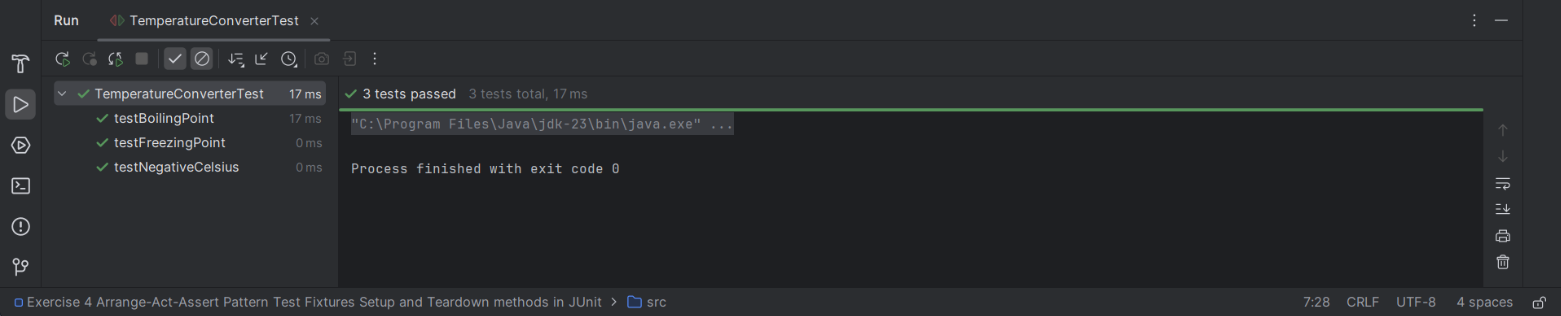 Run TemperatureConverterTest
TemperatureConverterTest 17 ms
testBoilingPoint 17 ms
testFreezingPoint 0 ms
testNegativeCelsius 0 ms
3 tests passed 3 tests total, 17 ms
"C:\Program Files\Java\jdk-23\bin\java.exe" ...
Process finished with exit code 0
Exercise 4 Arrange-Act-Assert Pattern Test Fixtures Setup and Teardown methods in JUnit > src 7:28 CRLF UTF-8 4 spaces